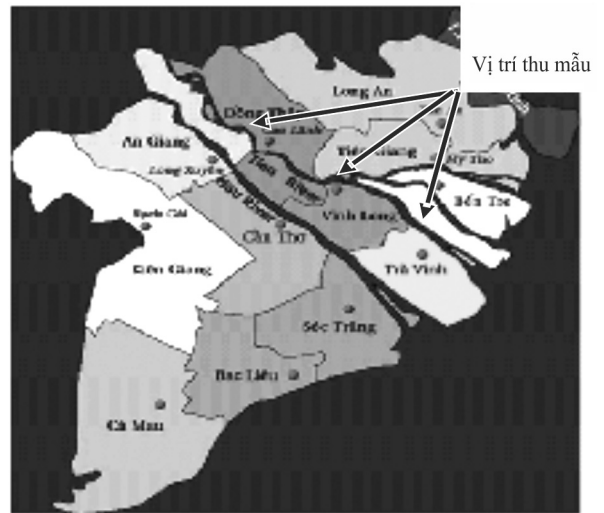 Vị trí thu mẫu
Long An
Đồng Tháp
An Giang
Tiền Giang
Mỹ Tho
Long Xuyên
Bến Tre
Vĩnh Long
Rạch Giá
Cần Thơ
Kiên Giang
Trà Vinh
Sóc Trăng
Bạc Liêu
Cà Mau